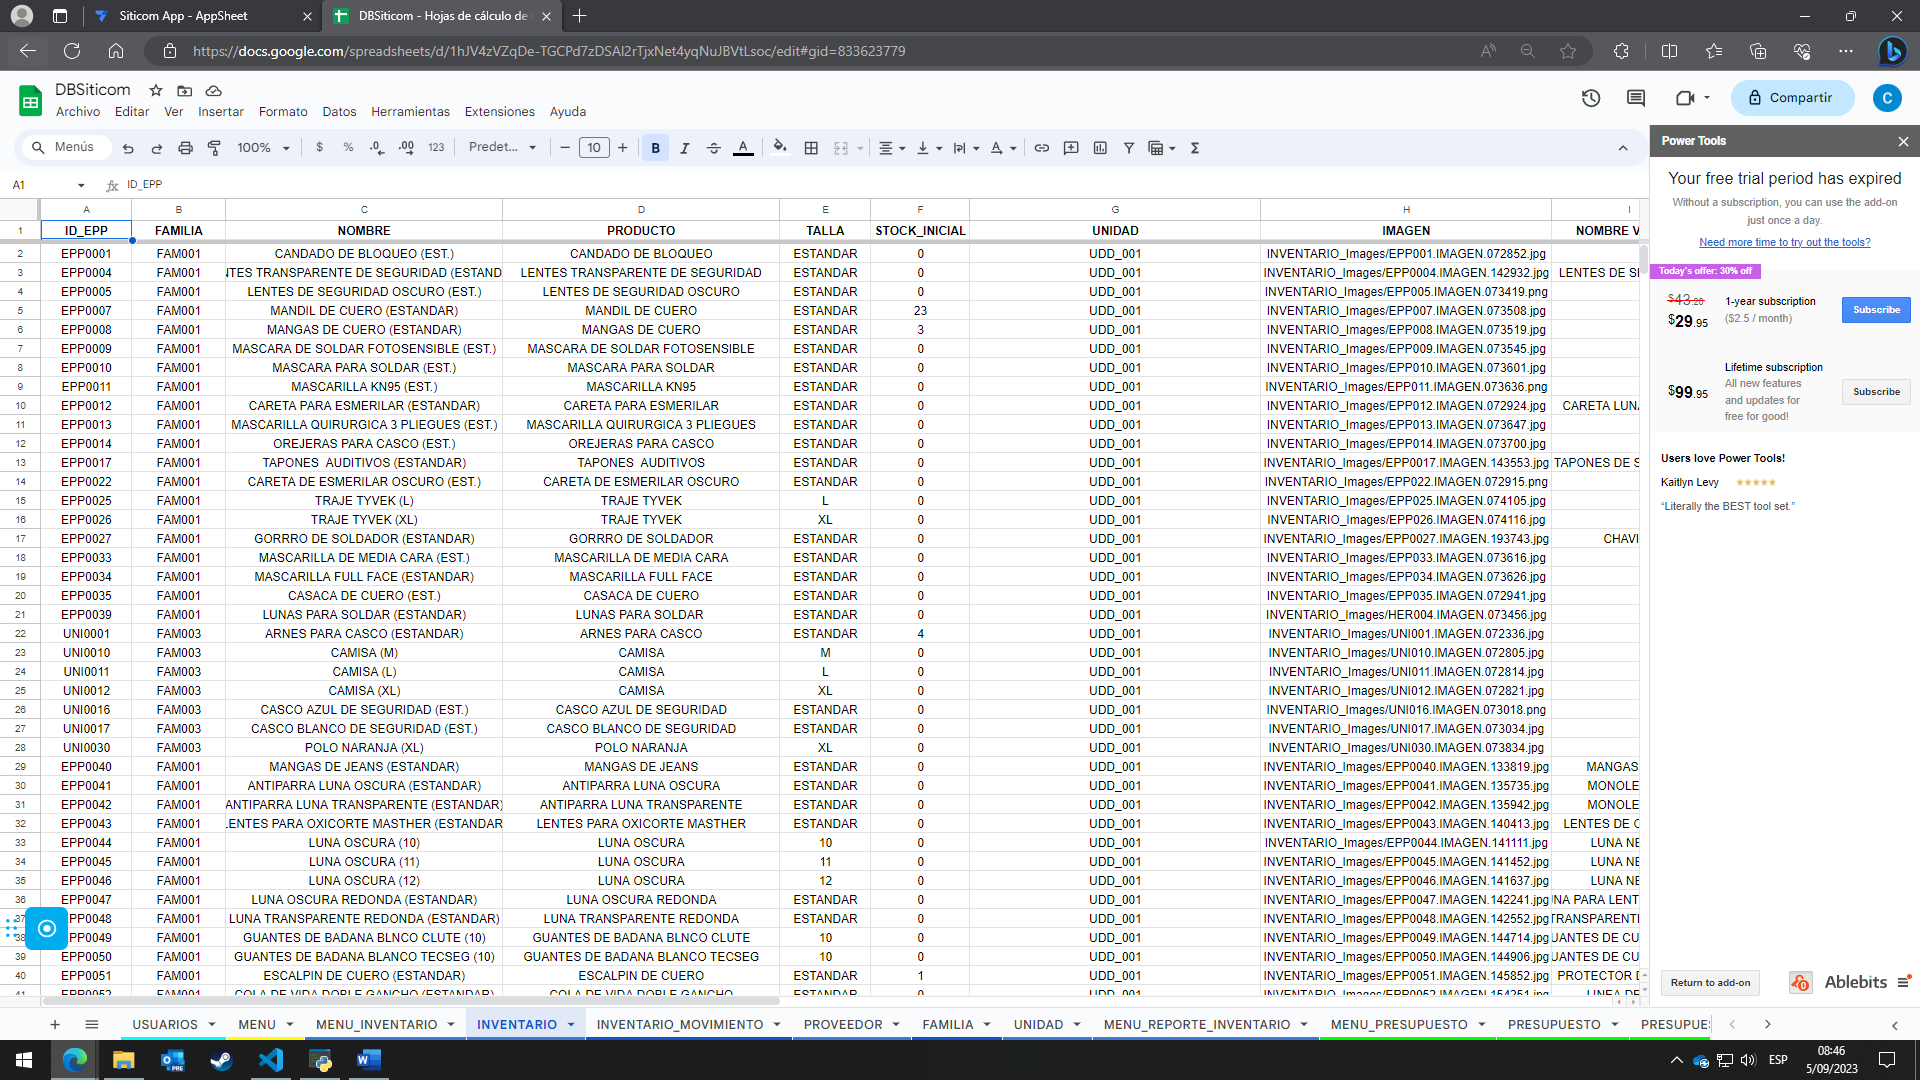 Siticom App - AppSheet
DBSiticom - Hojas de cálculo de
https://docs.google.com/spreadsheets/d/1hJV4zVZqDe-TGCPd7zDSAl2rTjxNet4yqNuJBVtLsoc/edit#gid=833623779
DBSiticom
Archivo Editar Ver Insertar Formato Datos Herramientas Extensiones Ayuda
Compartir
C
Menús 100% $ % .0 .00 123 Predet... 10 B I A
A1 fx ID_EPP
A B C D E F G H I
1 ID_EPP FAMILIA NOMBRE PRODUCTO TALLA STOCK_INICIAL UNIDAD IMAGEN NOMBRE V
2 EPP0001 FAM001 CANDADO DE BLOQUEO (EST.) CANDADO DE BLOQUEO ESTANDAR 0 UDD_001 INVENTARIO_Images/EPP001.IMAGEN.072852.jpg
3 EPP0004 FAM001 NTES TRANSPARENTE DE SEGURIDAD (ESTAND LENTES TRANSPARENTE DE SEGURIDAD ESTANDAR 0 UDD_001 INVENTARIO_Images/EPP0004.IMAGEN.142932.jpg LENTES DE S
4 EPP0005 FAM001 LENTES DE SEGURIDAD OSCURO (EST.) LENTES DE SEGURIDAD OSCURO ESTANDAR 0 UDD_001 INVENTARIO_Images/EPP005.IMAGEN.073419.png
5 EPP0007 FAM001 MANDIL DE CUERO (ESTANDAR) MANDIL DE CUERO ESTANDAR 23 UDD_001 INVENTARIO_Images/EPP007.IMAGEN.073508.jpg
6 EPP0008 FAM001 MANGAS DE CUERO (ESTANDAR) MANGAS DE CUERO ESTANDAR 3 UDD_001 INVENTARIO_Images/EPP008.IMAGEN.073519.jpg
7 EPP0009 FAM001 MASCARA DE SOLDAR FOTOSENSIBLE (EST.) MASCARA DE SOLDAR FOTOSENSIBLE ESTANDAR 0 UDD_001 INVENTARIO_Images/EPP009.IMAGEN.073545.jpg
8 EPP0010 FAM001 MASCARA PARA SOLDAR (EST.) MASCARA PARA SOLDAR ESTANDAR 0 UDD_001 INVENTARIO_Images/EPP010.IMAGEN.073601.jpg
9 EPP0011 FAM001 MASCARILLA KN95 (EST.) MASCARILLA KN95 ESTANDAR 0 UDD_001 INVENTARIO_Images/EPP011.IMAGEN.073636.png
10 EPP0012 FAM001 CARETA PARA ESMERILAR (ESTANDAR) CARETA PARA ESMERILAR ESTANDAR 0 UDD_001 INVENTARIO_Images/EPP012.IMAGEN.072924.jpg CARETA LUN
11 EPP0013 FAM001 MASCARILLA QUIRURGICA 3 PLIEGUES (EST.) MASCARILLA QUIRURGICA 3 PLIEGUES ESTANDAR 0 UDD_001 INVENTARIO_Images/EPP013.IMAGEN.073647.jpg
12 EPP0014 FAM001 OREJERAS PARA CASCO (EST.) OREJERAS PARA CASCO ESTANDAR 0 UDD_001 INVENTARIO_Images/EPP014.IMAGEN.073700.jpg
13 EPP0017 FAM001 TAPONES AUDITIVOS (ESTANDAR) TAPONES AUDITIVOS ESTANDAR 0 UDD_001 INVENTARIO_Images/EPP0017.IMAGEN.143553.jpg TAPONES DE S
14 EPP0022 FAM001 CARETA DE ESMERILAR OSCURO (EST.) CARETA DE ESMERILAR OSCURO ESTANDAR 0 UDD_001 INVENTARIO_Images/EPP022.IMAGEN.072915.png
15 EPP0025 FAM001 TRAJE TYVEK (L) TRAJE TYVEK L 0 UDD_001 INVENTARIO_Images/EPP025.IMAGEN.074105.jpg
16 EPP0026 FAM001 TRAJE TYVEK (XL) TRAJE TYVEK XL 0 UDD_001 INVENTARIO_Images/EPP026.IMAGEN.074116.jpg
17 EPP0027 FAM001 GORRRO DE SOLDADOR (ESTANDAR) GORRRO DE SOLDADOR ESTANDAR 0 UDD_001 INVENTARIO_Images/EPP0027.IMAGEN.193743.jpg CHAVI
18 EPP0033 FAM001 MASCARILLA DE MEDIA CARA (EST.) MASCARILLA DE MEDIA CARA ESTANDAR 0 UDD_001 INVENTARIO_Images/EPP033.IMAGEN.073616.jpg
19 EPP0034 FAM001 MASCARILLA FULL FACE (ESTANDAR) MASCARILLA FULL FACE ESTANDAR 0 UDD_001 INVENTARIO_Images/EPP034.IMAGEN.073626.jpg
20 EPP0035 FAM001 CASACA DE CUERO (EST.) CASACA DE CUERO ESTANDAR 0 UDD_001 INVENTARIO_Images/EPP035.IMAGEN.072941.jpg
21 EPP0039 FAM001 LUNAS PARA SOLDAR (ESTANDAR) LUNAS PARA SOLDAR ESTANDAR 0 UDD_001 INVENTARIO_Images/HER004.IMAGEN.073456.jpg
22 UNI0001 FAM003 ARNES PARA CASCO (ESTANDAR) ARNES PARA CASCO ESTANDAR 4 UDD_001 INVENTARIO_Images/UNI001.IMAGEN.072336.jpg
23 UNI0010 FAM003 CAMISA (M) CAMISA M 0 UDD_001 INVENTARIO_Images/UNI010.IMAGEN.072805.jpg
24 UNI0011 FAM003 CAMISA (L) CAMISA L 0 UDD_001 INVENTARIO_Images/UNI011.IMAGEN.072814.jpg
25 UNI0012 FAM003 CAMISA (XL) CAMISA XL 0 UDD_001 INVENTARIO_Images/UNI012.IMAGEN.072821.jpg
26 UNI0016 FAM003 CASCO AZUL DE SEGURIDAD (EST.) CASCO AZUL DE SEGURIDAD ESTANDAR 0 UDD_001 INVENTARIO_Images/UNI016.IMAGEN.073018.png
27 UNI0017 FAM003 CASCO BLANCO DE SEGURIDAD (EST.) CASCO BLANCO DE SEGURIDAD ESTANDAR 0 UDD_001 INVENTARIO_Images/UNI017.IMAGEN.073034.jpg
28 UNI0030 FAM003 POLO NARANJA (XL) POLO NARANJA XL 0 UDD_001 INVENTARIO_Images/UNI030.IMAGEN.073834.jpg
29 EPP0040 FAM001 MANGAS DE JEANS (ESTANDAR) MANGAS DE JEANS ESTANDAR 0 UDD_001 INVENTARIO_Images/EPP0040.IMAGEN.133819.jpg MANGAS
30 EPP0041 FAM001 ANTIPARRA LUNA OSCURA (ESTANDAR) ANTIPARRA LUNA OSCURA ESTANDAR 0 UDD_001 INVENTARIO_Images/EPP0041.IMAGEN.135735.jpg MONOLE
31 EPP0042 FAM001 ANTIPARRA LUNA TRANSPARENTE (ESTANDAR) ANTIPARRA LUNA TRANSPARENTE ESTANDAR 0 UDD_001 INVENTARIO_Images/EPP0042.IMAGEN.135942.jpg MONOLE
32 EPP0043 FAM001 LENTES PARA OXICORTE MASTHER (ESTANDAR LENTES PARA OXICORTE MASTHER ESTANDAR 0 UDD_001 INVENTARIO_Images/EPP0043.IMAGEN.140413.jpg LENTES DE C
33 EPP0044 FAM001 LUNA OSCURA (10) LUNA OSCURA 10 0 UDD_001 INVENTARIO_Images/EPP0044.IMAGEN.141111.jpg LUNA NE
34 EPP0045 FAM001 LUNA OSCURA (11) LUNA OSCURA 11 0 UDD_001 INVENTARIO_Images/EPP0045.IMAGEN.141452.jpg LUNA NE
35 EPP0046 FAM001 LUNA OSCURA (12) LUNA OSCURA 12 0 UDD_001 INVENTARIO_Images/EPP0046.IMAGEN.141637.jpg LUNA NE
36 EPP0047 FAM001 LUNA OSCURA REDONDA (ESTANDAR) LUNA OSCURA REDONDA ESTANDAR 0 UDD_001 INVENTARIO_Images/EPP0047.IMAGEN.142241.jpg NA PARA LENT
37 PP0048 FAM001 LUNA TRANSPARENTE REDONDA (ESTANDAR) LUNA TRANSPARENTE REDONDA ESTANDAR 0 UDD_001 INVENTARIO_Images/EPP0048.IMAGEN.142552.jpg TRANSPARENT
38 PP0049 FAM001 GUANTES DE BADANA BLNCO CLUTE (10) GUANTES DE BADANA BLNCO CLUTE 10 0 UDD_001 INVENTARIO_Images/EPP0049.IMAGEN.144714.jpg UANTES DE CU
39 EPP0050 FAM001 GUANTES DE BADANA BLANCO TECSEG (10) GUANTES DE BADANA BLANCO TECSEG 10 0 UDD_001 INVENTARIO_Images/EPP0050.IMAGEN.144906.jpg UANTES DE CU
40 EPP0051 FAM001 ESCALPIN DE CUERO (ESTANDAR) ESCALPIN DE CUERO ESTANDAR 1 UDD_001 INVENTARIO_Images/EPP0051.IMAGEN.145852.jpg PROTECTOR D
41 EPP0052 FAM001 COLA DE VIDA DOBLE GANCHO (ESTANDAR) COLA DE VIDA DOBLE GANCHO ESTANDAR 0 UDD_001 INVENTARIO_Images/EPP0052.IMAGEN.154251.jpg LINEA DE
Power Tools
Your free trial period has expired
Without a subscription, you can use the add-on
just once a day.
Need more time to try out the tools?
Today's offer: 30% off
$43.20
$29.95
1-year subscription
($2.5 / month)
Subscribe
$99.95
Lifetime subscription
All new features
and updates for
free for good!
Subscribe
Users love Power Tools!
Kaitlyn Levy
“Literally the BEST tool set.”
Return to add-on
Ablebits
USUARIOS MENU MENU_INVENTARIO INVENTARIO INVENTARIO_MOVIMIENTO PROVEEDOR FAMILIA UNIDAD MENU_REPORTE_INVENTARIO MENU_PRESUPUESTO PRESUPUESTO PRESUPUE
ESP
08:46
5/09/2023